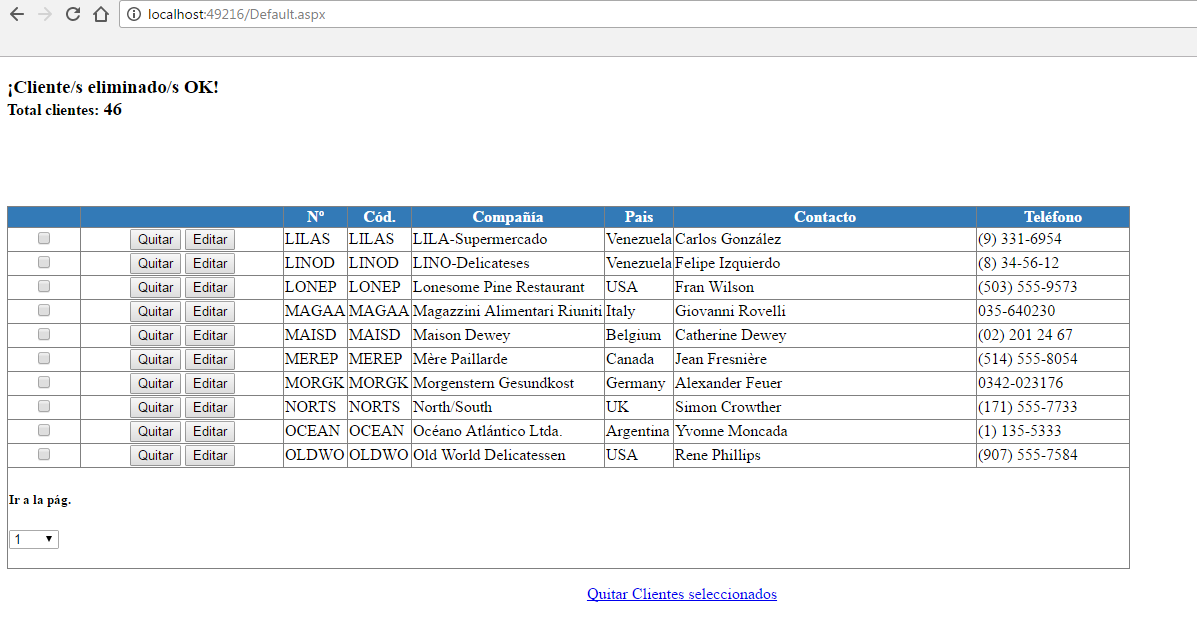 localhost:49216/Default.aspx
¡Cliente/s eliminado/s OK!
Total clientes: 46
Nº Cód. Compañía Pais Contacto Teléfono
Quitar Editar LILAS LILAS LILA-Supermercado Venezuela Carlos González (9) 331-6954
Quitar Editar LINOD LINOD LINO-Delicateses Venezuela Felipe Izquierdo (8) 34-56-12
Quitar Editar LONEP LONEP Lonesome Pine Restaurant USA Fran Wilson (503) 555-9573
Quitar Editar MAGAA MAGAA Magazzini Alimentari Riuniti Italy Giovanni Rovelli 035-640230
Quitar Editar MAISD MAISD Maison Dewey Belgium Catherine Dewey (02) 201 24 67
Quitar Editar MEREP MEREP Mère Paillarde Canada Jean Fresnière (514) 555-8054
Quitar Editar MORGK MORGK Morgenstern Gesundkost Germany Alexander Feuer 0342-023176
Quitar Editar NORTS NORTS North/South UK Simon Crowther (171) 555-7733
Quitar Editar OCEAN OCEAN Océano Atlántico Ltda. Argentina Yvonne Moncada (1) 135-5333
Quitar Editar OLDWO OLDWO Old World Delicatessen USA Rene Phillips (907) 555-7584
Ir a la pág.
1
Quitar Clientes seleccionados